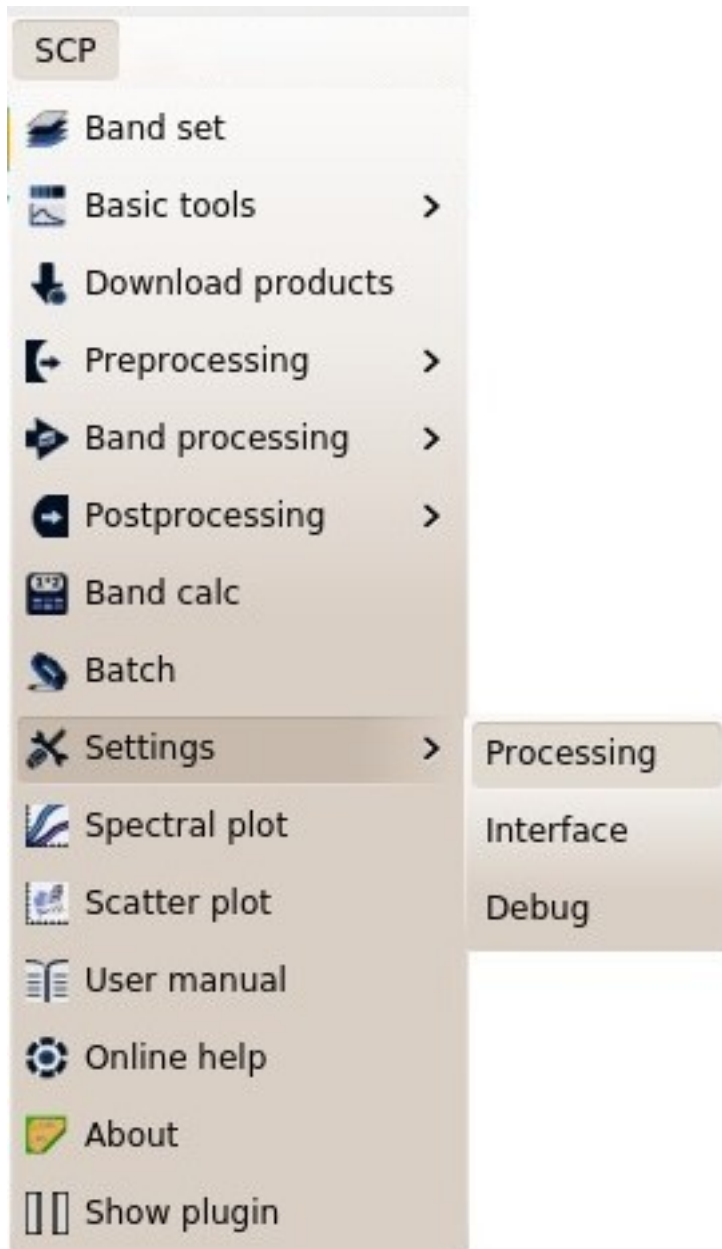 SCP
Band set
Basic tools
Download products
Preprocessing
Band processing
Postprocessing
Band calc
Batch
Settings
Processing
Interface
Debug
Spectral plot
Scatter plot
User manual
Online help
About
Show plugin